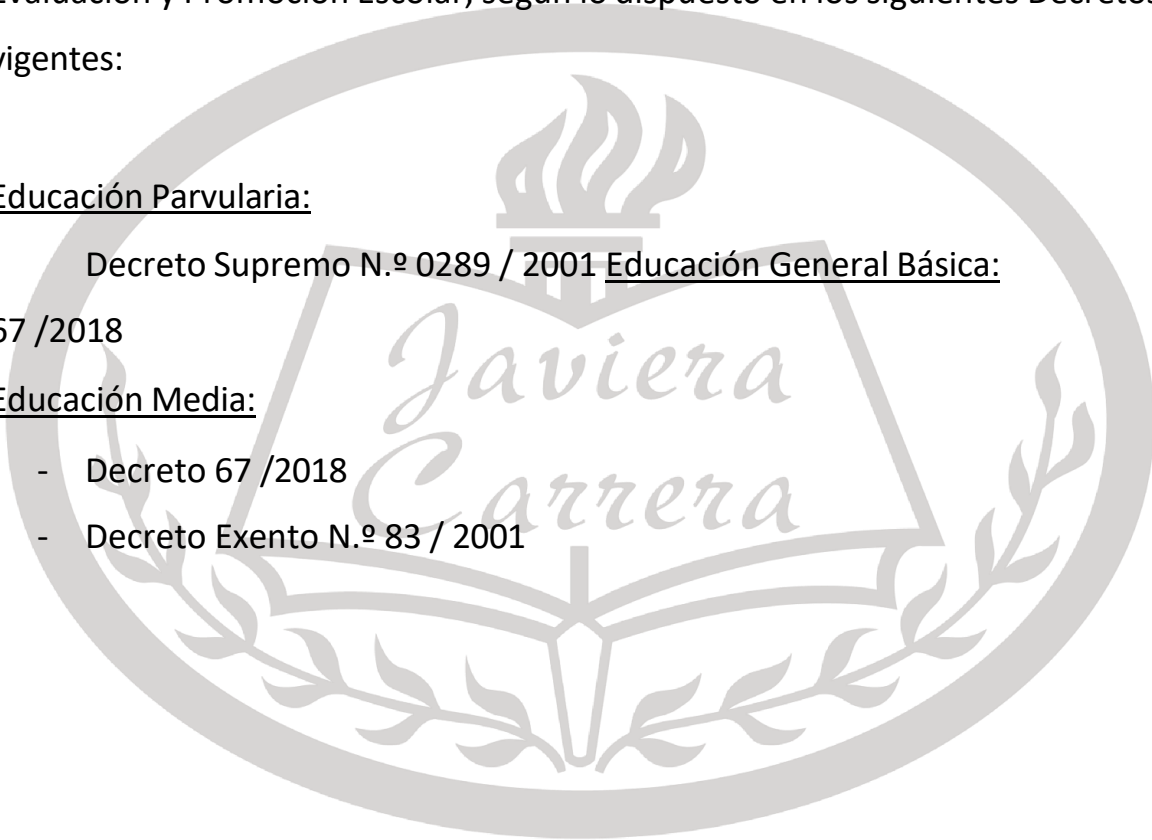 Evaluación y Promoción Escolar, según lo dispuesto en los siguientes Decretos
vigentes:
Educación Parvularia:
Decreto Supremo N.º 0289 / 2001 Educación General Básica:
67 /2018
Educación Media:
- Decreto 67 /2018
- Decreto Exento N.º 83 / 2001
Javiera
Carrera